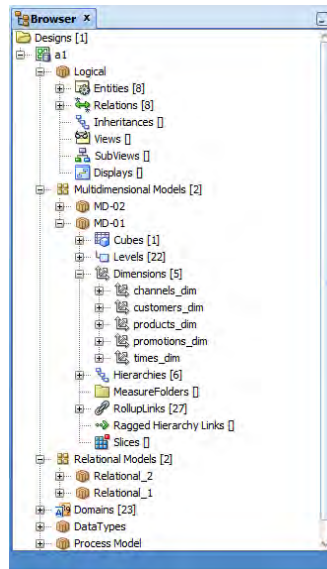 Browser x
Designs [1]
a1
Logical
Entities [8]
Relations [8]
Inheritances []
Views []
SubViews []
Displays []
Multidimensional Models [2]
MD-02
MD-01
Cubes [1]
Levels [22]
Dimensions [5]
channels_dim
customers_dim
products_dim
promotions_dim
times_dim
Hierarchies [6]
MeasureFolders []
RollupLinks [27]
Ragged Hierarchy Links []
Slices []
Relational Models [2]
Relational_2
Relational_1
Domains [23]
DataTypes
Process Model